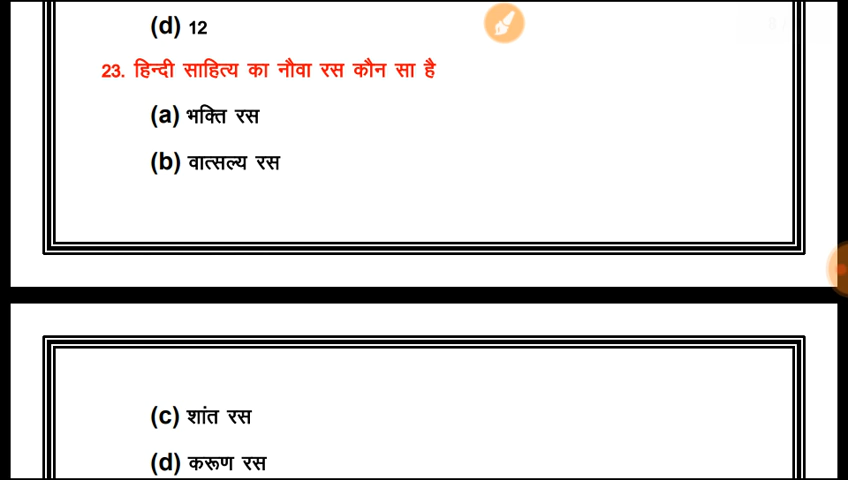 (d) 12
23. हिन्दी साहित्य का नौवा रस कौन सा है
(a) भक्ति रस
(b) वात्सल्य रस
(c) शांत रस
(d) करूण रस